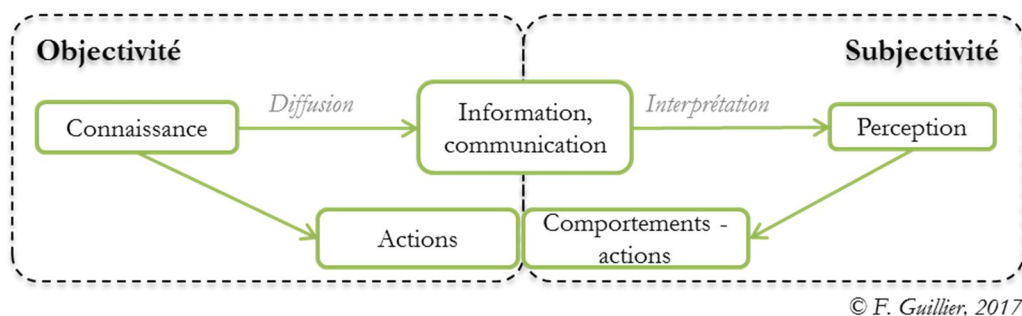 Objectivité
Subjectivité
Connaissance
Diffusion
Information,
communication
Interprétation
Perception
Actions
Comportements -
actions
© F. Guillier, 2017